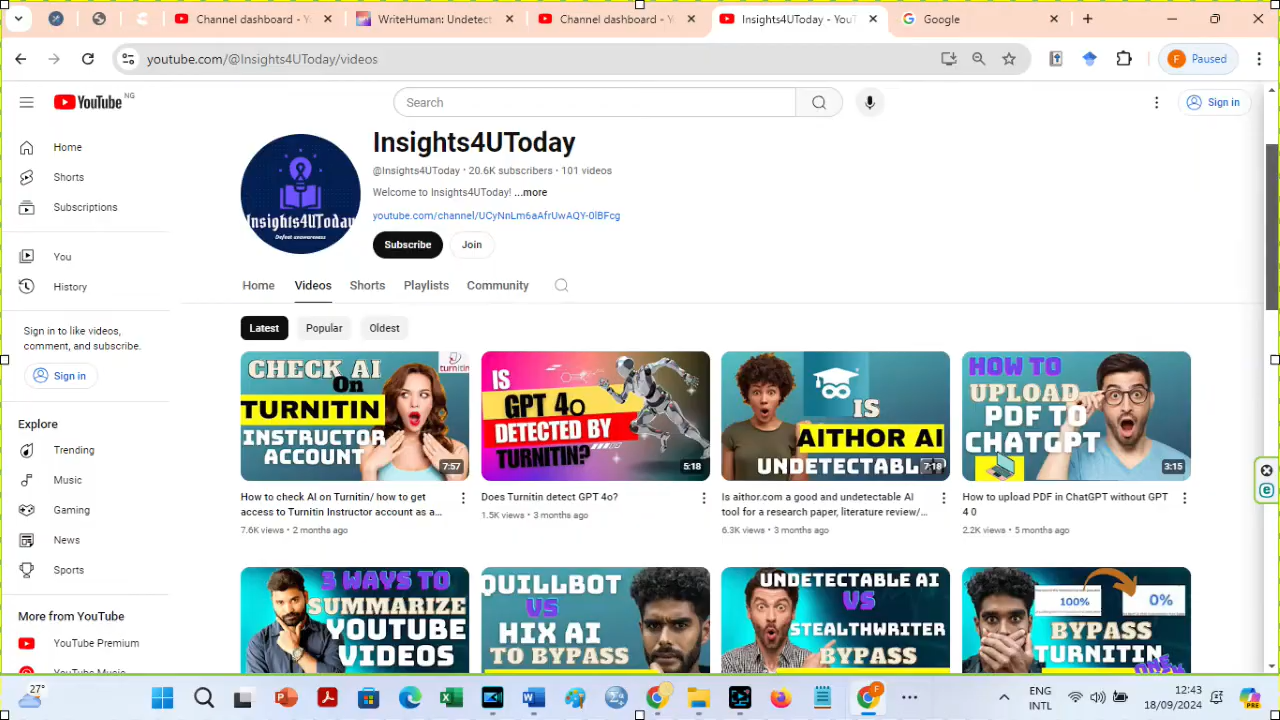 Channel dashboard - Y
WriteHuman: Undetect
Channel dashboard - Y
Insights4UToday - YouT
Google
youtube.com/@Insights4UToday/videos
F Paused
YouTube NG
Search
Sign in
Home
Shorts
Subscriptions
You
History
Sign in to like videos,
comment, and subscribe.
Sign in
Explore
Trending
Music
Gaming
News
Sports
More from YouTube
YouTube Premium
YouTube Music
Insights4UToday
Defeat unawareness
Insights4UToday
@Insights4UToday • 20.6K subscribers • 101 videos
Welcome to Insights4UToday! ...more
youtube.com/channel/UCyNnLm6aAfrUwAQY-0lBFcg
Subscribe
Join
Home Videos Shorts Playlists Community
Latest Popular Oldest
CHECK AI
On
TURNITIN
INSTRUCTOR
ACCOUNT
turnitin
7:57
How to check AI on Turnitin/ how to get
access to Turnitin Instructor account as a...
7.6K views • 2 months ago
IS
GPT 4o
DETECTED BY
TURNITIN?
5:18
Does Turnitin detect GPT 4o?
1.5K views • 3 months ago
IS
AITHOR AI
UNDETECTABL
7:18
Is aithor.com a good and undetectable AI
tool for a research paper, literature review/...
6.3K views • 3 months ago
HOW TO
UPLOAD
PDF TO
CHATGPT
3:15
How to upload PDF in ChatGPT without GPT
4 0
2.2K views • 5 months ago
3 WAYS TO
SUMMARIZE
YOUTUBE
VIDEOS
QUILLBOT
VS
HIX AI
TO BYPASS
UNDETECTABLE AI
VS
STEALTHWRITER
BYPASS
100%
0%
BYPASS
TURNITIN
27°
ENG
INTL
12:43
18/09/2024
PRE